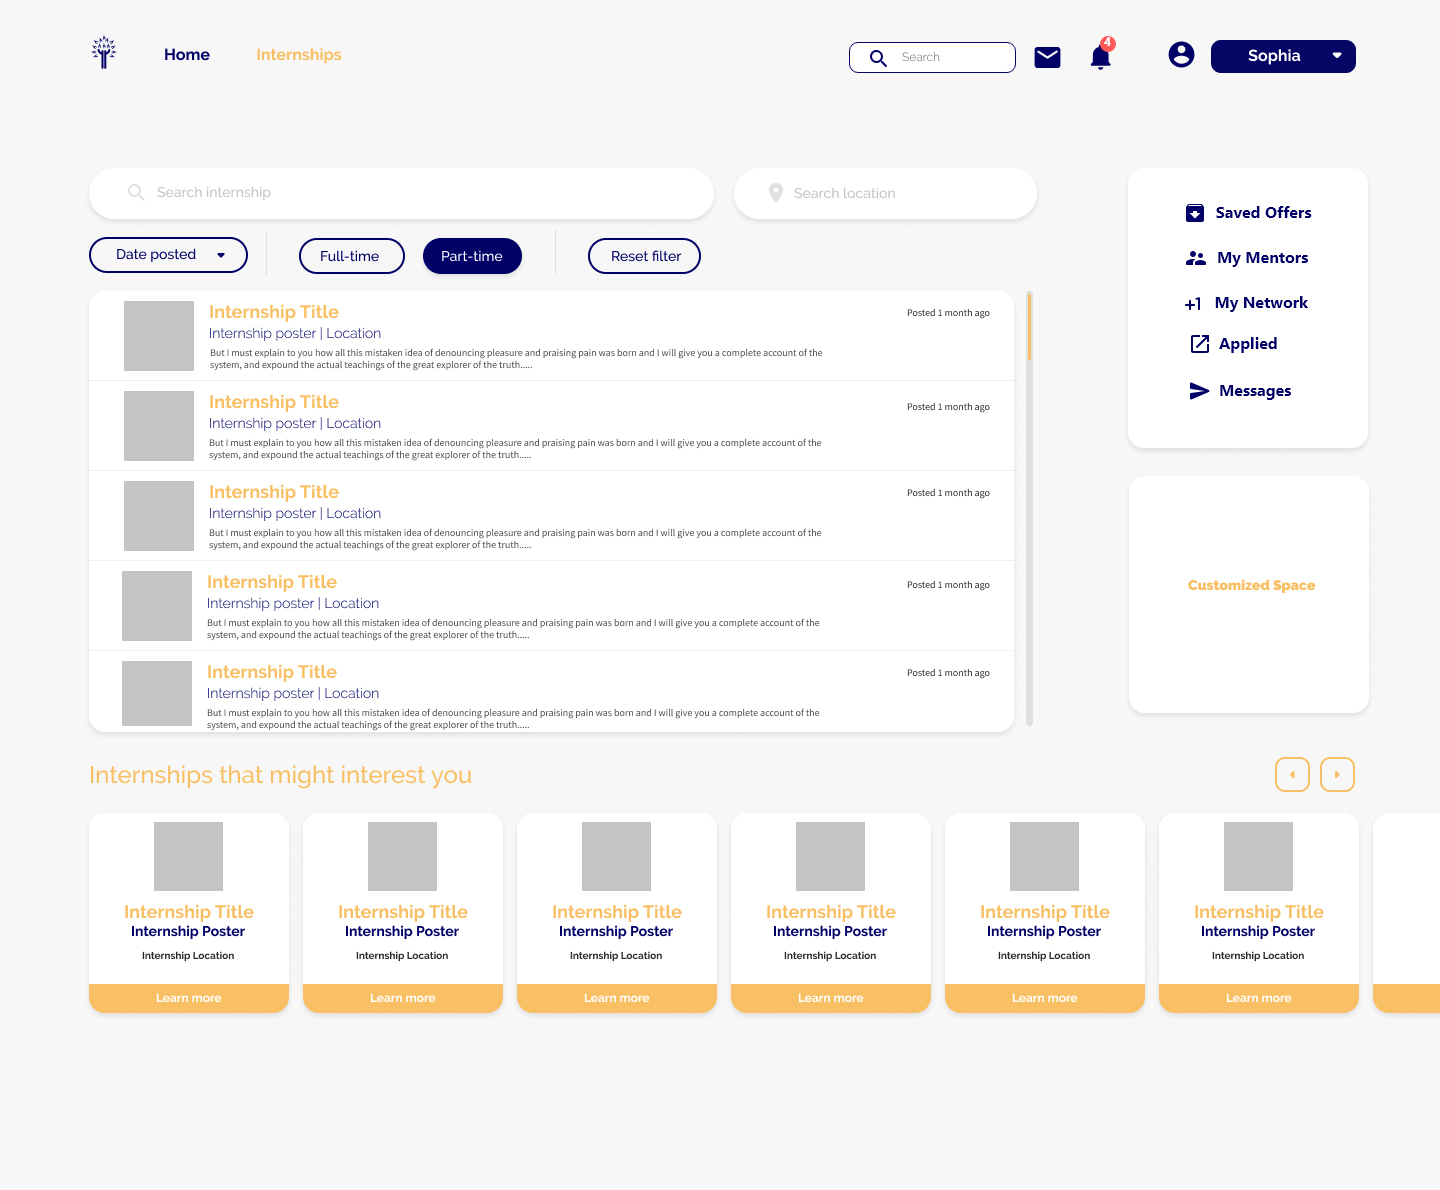 Home
Internships
Search
4
Sophia
Search internship
Search location
Date posted
Full-time
Part-time
Reset filter
Internship Title
Posted 1 month ago
Internship poster | Location
But I must explain to you how all this mistaken idea of denouncing pleasure and praising pain was born and I will give you a complete account of the
system, and expound the actual teachings of the great explorer of the truth.....
Internship Title
Posted 1 month ago
Internship poster | Location
But I must explain to you how all this mistaken idea of denouncing pleasure and praising pain was born and I will give you a complete account of the
system, and expound the actual teachings of the great explorer of the truth.....
Internship Title
Posted 1 month ago
Internship poster | Location
But I must explain to you how all this mistaken idea of denouncing pleasure and praising pain was born and I will give you a complete account of the
system, and expound the actual teachings of the great explorer of the truth.....
Internship Title
Posted 1 month ago
Internship poster | Location
But I must explain to you how all this mistaken idea of denouncing pleasure and praising pain was born and I will give you a complete account of the
system, and expound the actual teachings of the great explorer of the truth.....
Internship Title
Posted 1 month ago
Internship poster | Location
But I must explain to you how all this mistaken idea of denouncing pleasure and praising pain was born and I will give you a complete account of the
system, and expound the actual teachings of the great explorer of the truth.....
Saved Offers
My Mentors
+1 My Network
Applied
Messages
Customized Space
Internships that might interest you
Internship Title
Internship Poster
Internship Location
Learn more
Internship Title
Internship Poster
Internship Location
Learn more
Internship Title
Internship Poster
Internship Location
Learn more
Internship Title
Internship Poster
Internship Location
Learn more
Internship Title
Internship Poster
Internship Location
Learn more
Internship Title
Internship Poster
Internship Location
Learn more